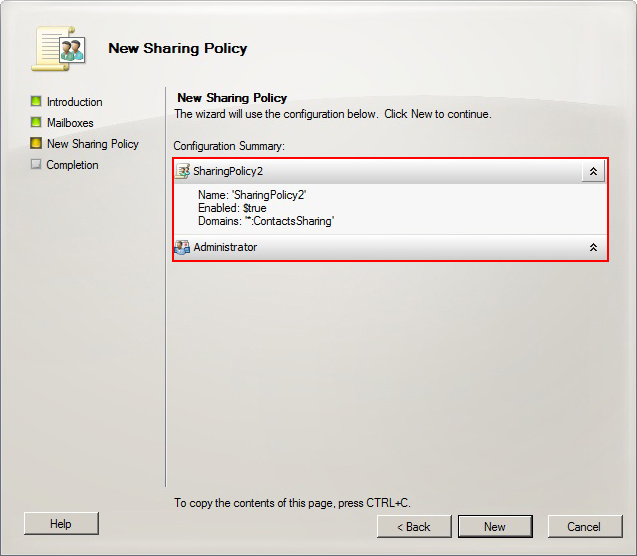 New Sharing Policy
Introduction
Mailboxes
New Sharing Policy
Completion
New Sharing Policy
The wizard will use the configuration below. Click New to continue.
Configuration Summary:
SharingPolicy2
Name: 'SharingPolicy2'
Enabled: $true
Domains: '*:ContactsSharing'
Administrator
To copy the contents of this page, press CTRL+C.
Help
< Back
New
Cancel